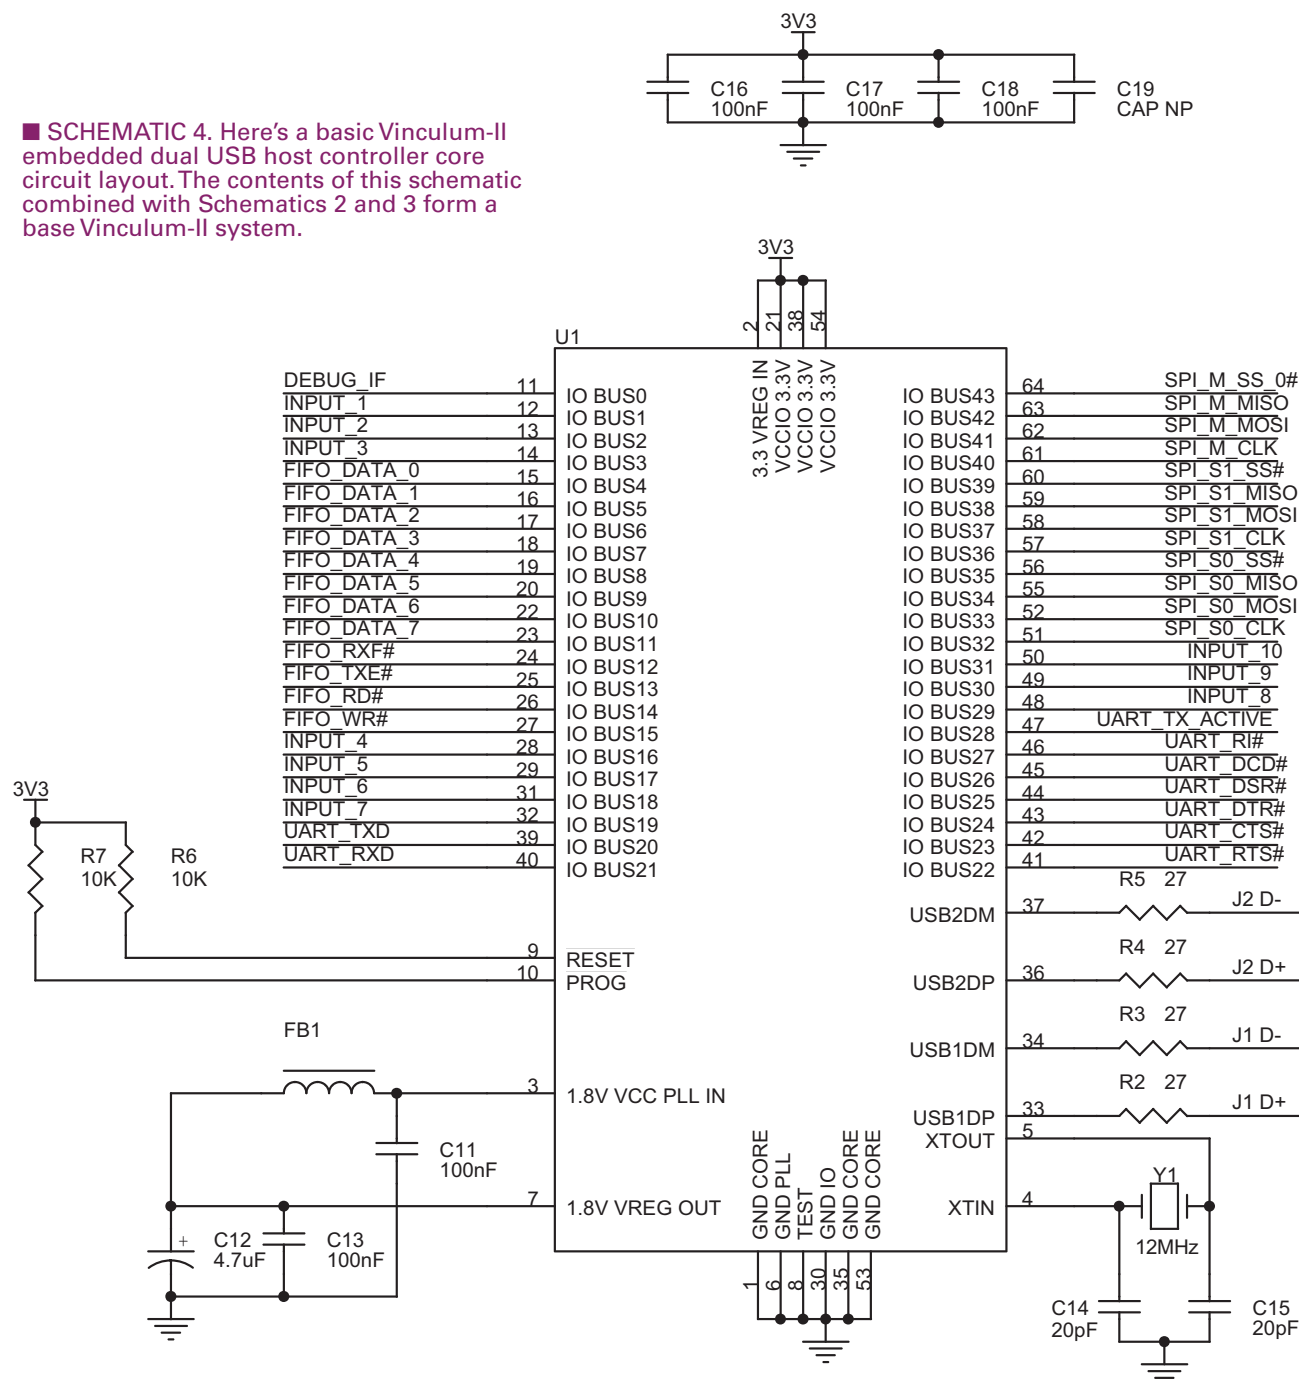 3V3
C16
100nF
C17
100nF
C18
100nF
C19
CAP NP
■ SCHEMATIC 4. Here's a basic Vinculum-II
embedded dual USB host controller core
circuit layout. The contents of this schematic
combined with Schematics 2 and 3 form a
base Vinculum-II system.
3V3
2
21
38
54
U1
3.3 VREG IN
VCCIO 3.3V
VCCIO 3.3V
VCCIO 3.3V
DEBUG_IF 11 IO BUS0
INPUT_1 12 IO BUS1
INPUT_2 13 IO BUS2
INPUT_3 14 IO BUS3
FIFO_DATA_0 15 IO BUS4
FIFO_DATA_1 16 IO BUS5
FIFO_DATA_2 17 IO BUS6
FIFO_DATA_3 18 IO BUS7
FIFO_DATA_4 19 IO BUS8
FIFO_DATA_5 20 IO BUS9
FIFO_DATA_6 22 IO BUS10
FIFO_DATA_7 23 IO BUS11
FIFO_RXF# 24 IO BUS12
FIFO_TXE# 25 IO BUS13
FIFO_RD# 26 IO BUS14
FIFO_WR# 27 IO BUS15
INPUT_4 28 IO BUS16
INPUT_5 29 IO BUS17
INPUT_6 31 IO BUS18
INPUT_7 32 IO BUS19
UART_TXD 39 IO BUS20
UART_RXD 40 IO BUS21
IO BUS43 64 SPI_M_SS_0#
IO BUS42 63 SPI_M_MISO
IO BUS41 62 SPI_M_MOSI
IO BUS40 61 SPI_M_CLK
IO BUS39 60 SPI_S1_SS#
IO BUS38 59 SPI_S1_MISO
IO BUS37 58 SPI_S1_MOSI
IO BUS36 57 SPI_S1_CLK
IO BUS35 56 SPI_S0_SS#
IO BUS34 55 SPI_S0_MISO
IO BUS33 52 SPI_S0_MOSI
IO BUS32 51 SPI_S0_CLK
IO BUS31 50 INPUT_10
IO BUS30 49 INPUT_9
IO BUS29 48 INPUT_8
IO BUS28 47 UART_TX_ACTIVE
IO BUS27 46 UART_RI#
IO BUS26 45 UART_DCD#
IO BUS25 44 UART_DSR#
IO BUS24 43 UART_DTR#
IO BUS23 42 UART_CTS#
IO BUS22 41 UART_RTS#
3V3
R7
10K
R6
10K
9 RESET
10 PROG
R5 27
USB2DM 37 J2 D-
R4 27
USB2DP 36 J2 D+
R3 27
USB1DM 34 J1 D-
R2 27
USB1DP 33 J1 D+
XTOUT 5
XTIN 4
Y1
12MHz
C14
20pF
C15
20pF
FB1
3 1.8V VCC PLL IN
C11
100nF
7 1.8V VREG OUT
+
C12
4.7uF
C13
100nF
GND CORE
GND PLL
TEST
GND IO
GND CORE
GND CORE
1
6
8
30
35
53